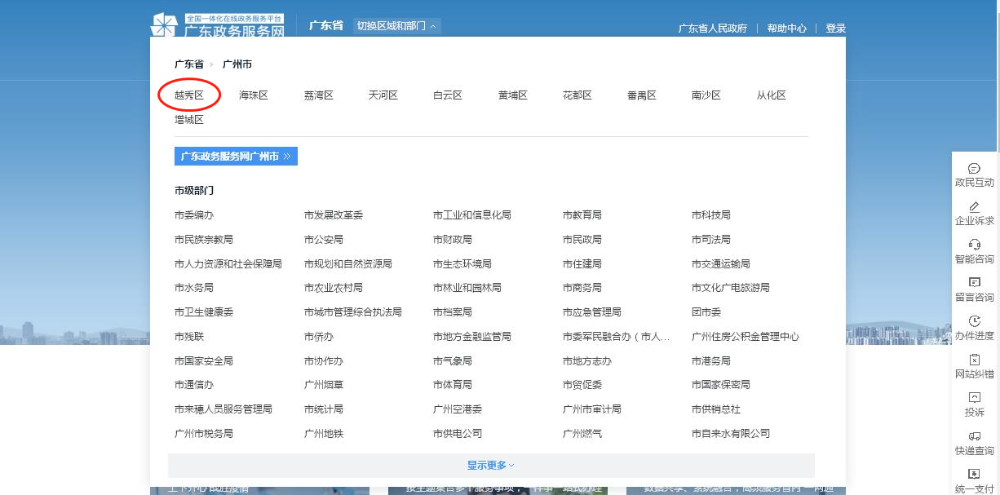 全国一体化在线政务服务平台
广东政务服务网
广东省 切换区域和部门
广东省人民政府 帮助中心 登录
广东省 广州市
越秀区 海珠区 荔湾区 天河区 白云区 黄埔区 花都区 番禺区 南沙区 从化区
增城区
广东政务服务网广州市
市级部门
市委编办 市发展改革委 市工业和信息化局 市教育局 市科技局
市民族宗教局 市公安局 市财政局 市民政局 市司法局
市人力资源和社会保障局 市规划和自然资源局 市生态环境局 市住建局 市交通运输局
市水务局 市农业农村局 市林业和园林局 市商务局 市文化广电旅游局
市卫生健康委 市城市管理综合执法局 市档案局 市应急管理局 团市委
市残联 市侨办 市地方金融监管局 市委军民融合办（市人... 广州住房公积金管理中心
市国家安全局 市协作办 市气象局 市地方志办 市港务局
市通信办 广州烟草 市体育局 市贸促委 市国家保密局
市来穗人员服务管理局 市统计局 广州空港委 广州市审计局 市供销总社
广州市税务局 广州地铁 市供电公司 广州燃气 市自来水有限公司
显示更多
政民互动
企业诉求
智能咨询
留言咨询
办件进度
网站纠错
投诉
快递查询
统一支付